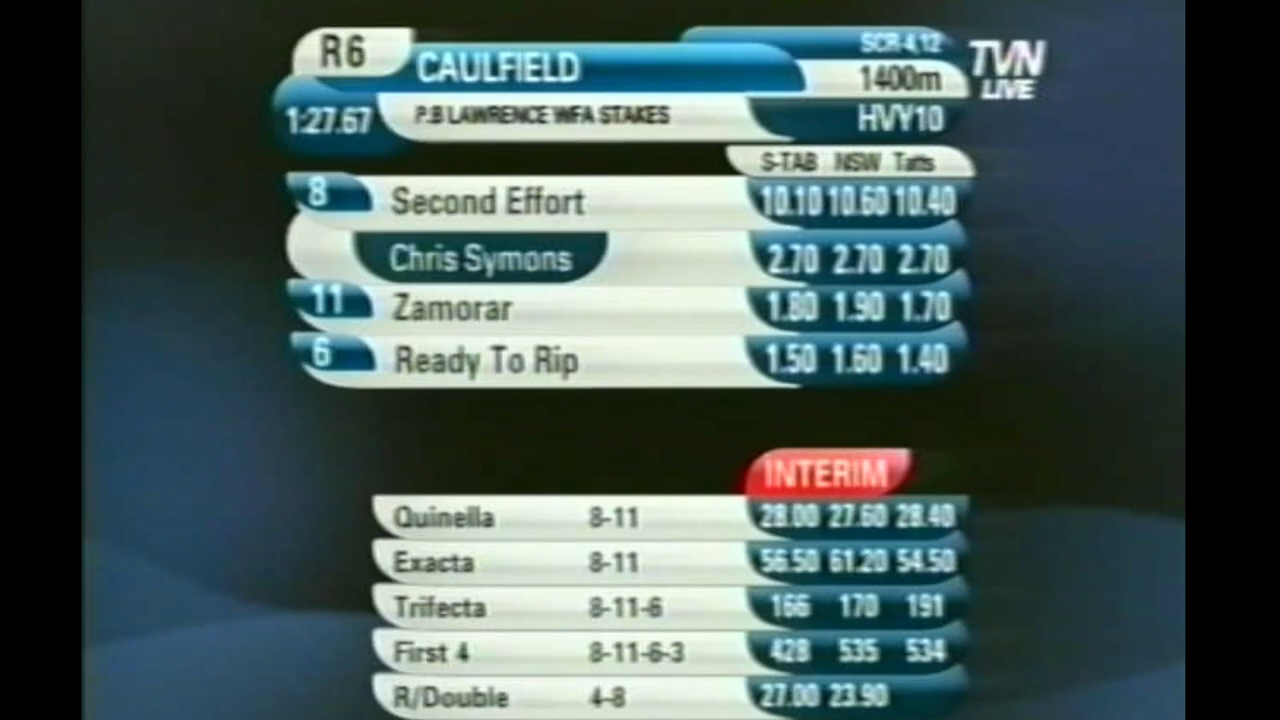 R6 CAULFIELD SCR-4,12 TVN
LIVE
1400m
1:27.67 P.B LAWRENCE WFA STAKES HVY10
S-TAB NSW Tatts
8 Second Effort 10.10 10.60 10.40
Chris Symons 2.70 2.70 2.70
11 Zamorar 1.80 1.90 1.70
6 Ready To Rip 1.50 1.60 1.40
INTERIM
Quinella 8-11 28.00 27.60 28.40
Exacta 8-11 56.50 61.20 54.50
Trifecta 8-11-6 166 170 191
First 4 8-11-6-3 428 535 534
R/Double 4-8 27.00 23.90